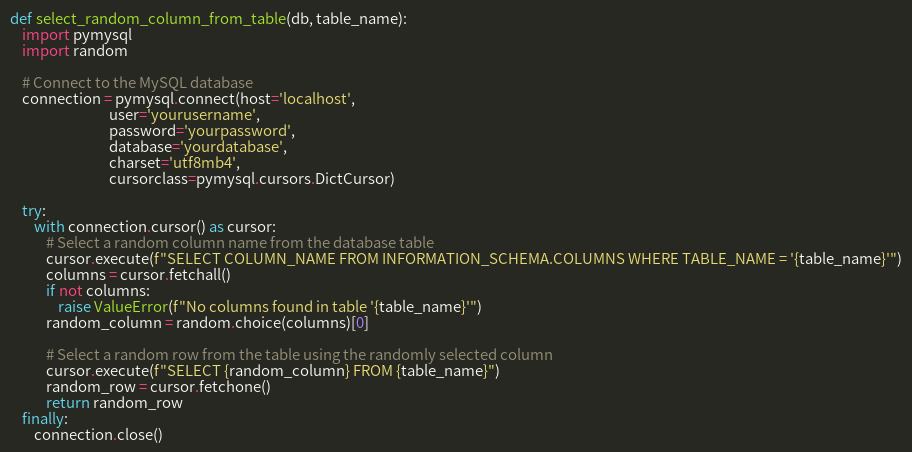 def select_random_column_from_table(db, table_name):
    import pymysql
    import random

    # Connect to the MySQL database
    connection = pymysql.connect(host='localhost',
                                 user='yourusername',
                                 password='yourpassword',
                                 database='yourdatabase',
                                 charset='utf8mb4',
                                 cursorclass=pymysql.cursors.DictCursor)

    try:
        with connection.cursor() as cursor:
            # Select a random column name from the database table
            cursor.execute(f"SELECT COLUMN_NAME FROM INFORMATION_SCHEMA.COLUMNS WHERE TABLE_NAME = '{table_name}'")
            columns = cursor.fetchall()
            if not columns:
                raise ValueError(f"No columns found in table '{table_name}'")
            random_column = random.choice(columns)[0]

            # Select a random row from the table using the randomly selected column
            cursor.execute(f"SELECT {random_column} FROM {table_name}")
            random_row = cursor.fetchone()
            return random_row
    finally:
        connection.close()